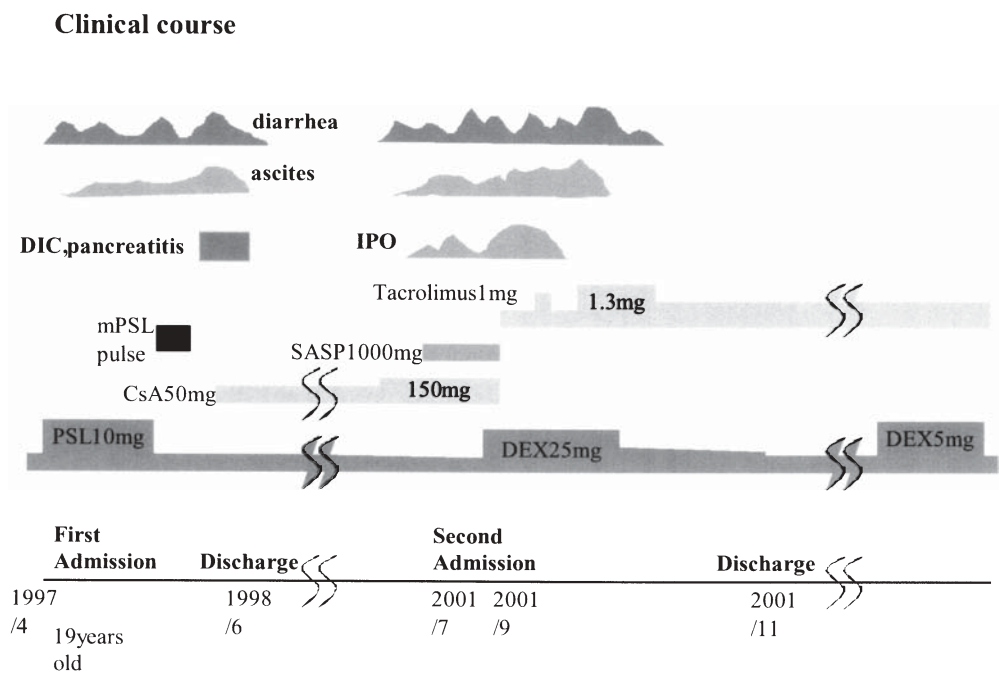 Clinical course
diarrhea
ascites
DIC,pancreatitis
IPO
Tacrolimus1mg
1.3mg
mPSL
pulse
SASP1000mg
CsA50mg
150mg
PSL10mg
DEX25mg
DEX5mg
First
Admission
Discharge
Second
Admission
Discharge
1997
/4
19years
old
1998
/6
2001
/7
2001
/9
2001
/11